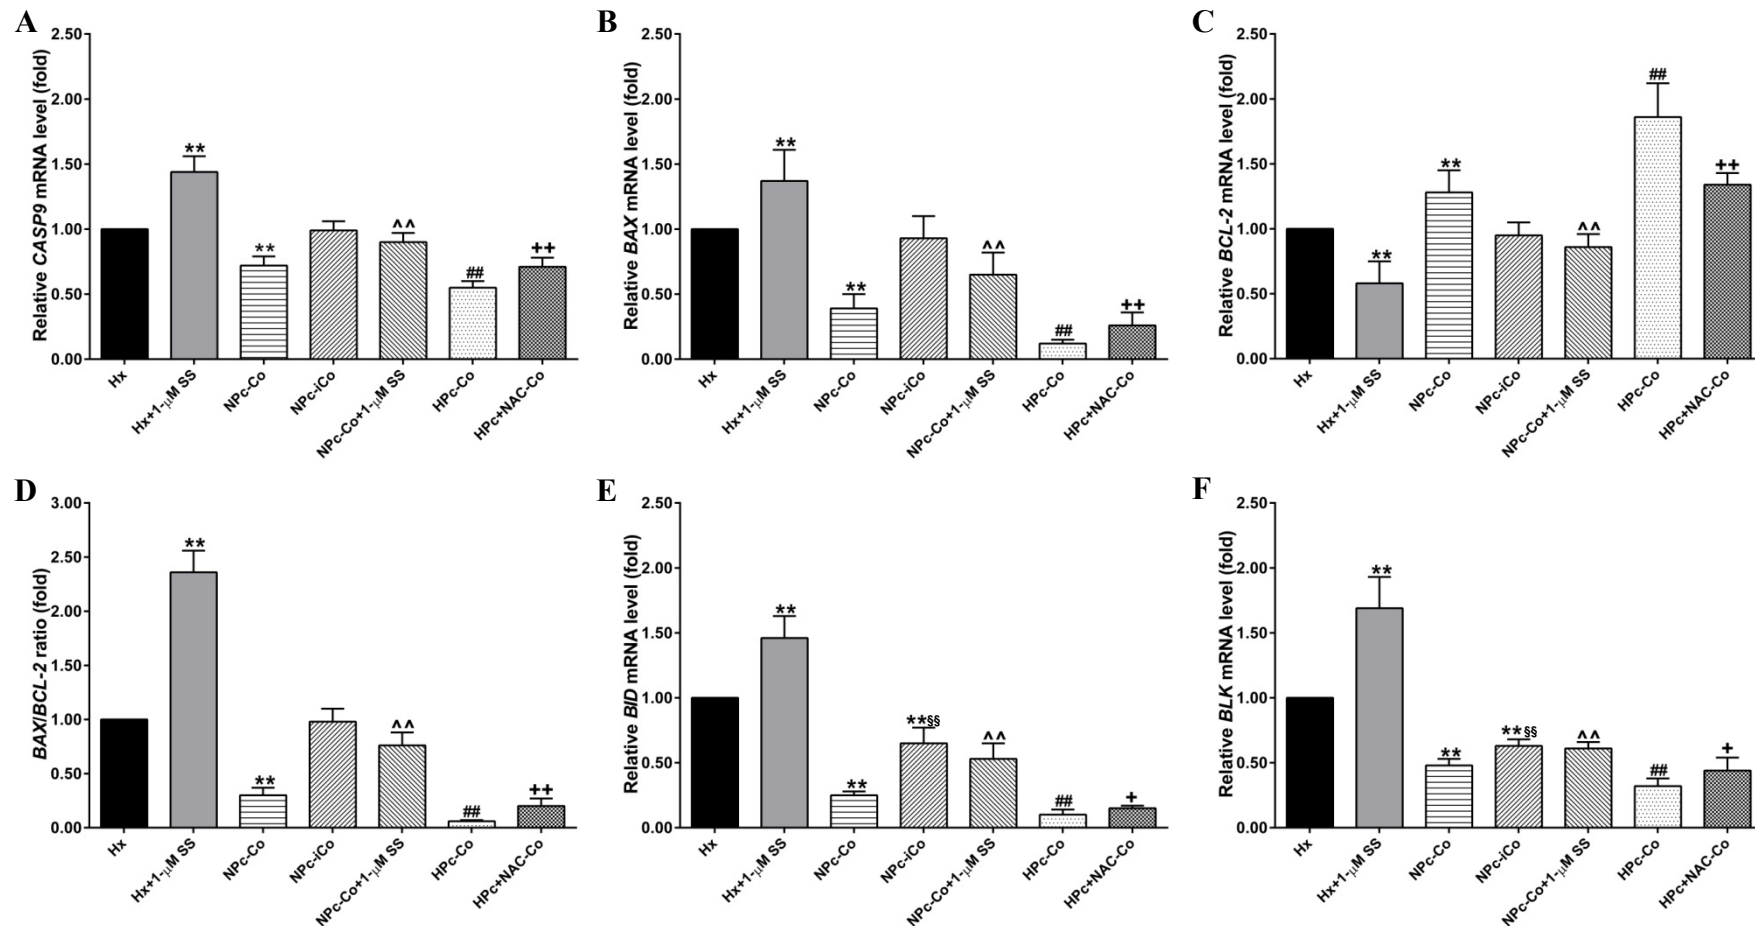 A
Relative CASP9 mRNA level (fold)
2.50
2.00
1.50
1.00
0.50
0.00
**
**
^^
##
++
Hx
Hx+1-μM SS
NPc-Co
NPc-iCo
NPc-Co+1-μM SS
HPc-Co
HPc+NAC-Co
B
Relative BAX mRNA level (fold)
2.50
2.00
1.50
1.00
0.50
0.00
**
**
^^
##
++
Hx
Hx+1-μM SS
NPc-Co
NPc-iCo
NPc-Co+1-μM SS
HPc-Co
HPc+NAC-Co
C
Relative BCL-2 mRNA level (fold)
2.50
2.00
1.50
1.00
0.50
0.00
**
**
^^
##
++
Hx
Hx+1-μM SS
NPc-Co
NPc-iCo
NPc-Co+1-μM SS
HPc-Co
HPc+NAC-Co
D
BAX/BCL-2 ratio (fold)
3.00
2.50
2.00
1.50
1.00
0.50
0.00
**
**
^^
##
++
Hx
Hx+1-μM SS
NPc-Co
NPc-iCo
NPc-Co+1-μM SS
HPc-Co
HPc+NAC-Co
E
Relative BID mRNA level (fold)
2.50
2.00
1.50
1.00
0.50
0.00
**
**
**§§
^^
##
+
Hx
Hx+1-μM SS
NPc-Co
NPc-iCo
NPc-Co+1-μM SS
HPc-Co
HPc+NAC-Co
F
Relative BLK mRNA level (fold)
2.50
2.00
1.50
1.00
0.50
0.00
**
**
**§§
^^
##
+
Hx
Hx+1-μM SS
NPc-Co
NPc-iCo
NPc-Co+1-μM SS
HPc-Co
HPc+NAC-Co